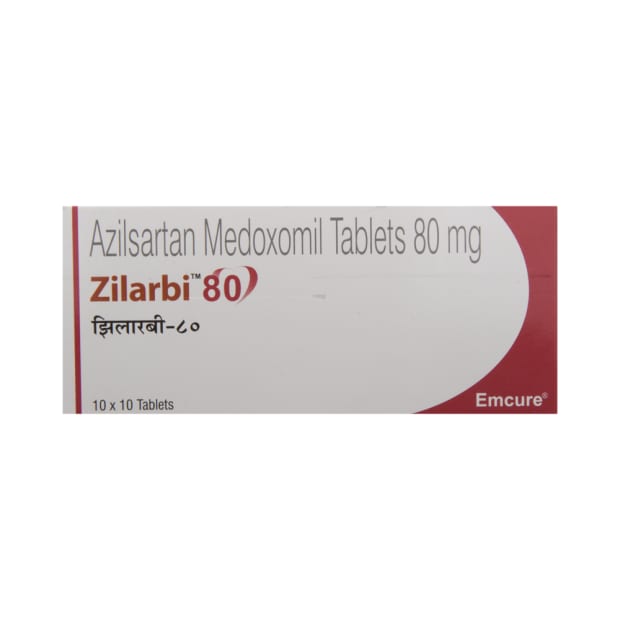 Azilsartan Medoxomil Tablets 80 mg
Zilarbi™ 80
झिलारबी-८०
10 x 10 Tablets
Emcure®